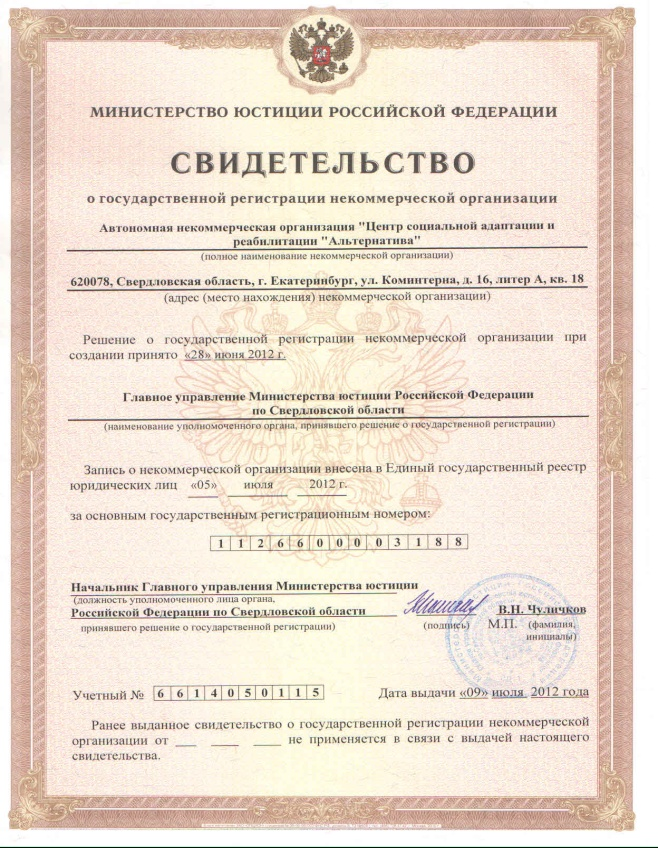 МИНИСТЕРСТВО ЮСТИЦИИ РОССИЙСКОЙ ФЕДЕРАЦИИ
СВИДЕТЕЛЬСТВО
о государственной регистрации некоммерческой организации
Автономная некоммерческая организация "Центр социальной адаптации и
реабилитации "Альтернатива"
(полное наименование некоммерческой организации)
620078, Свердловская область, г. Екатеринбург, ул. Коминтерна, д. 16, литер А, кв. 18
(адрес (место нахождения) некоммерческой организации)
Решение о государственной регистрации некоммерческой организации при
создании принято «28» июня 2012 г.
Главное управление Министерства юстиции Российской Федерации
по Свердловской области
(наименование уполномоченного органа, принявшего решение о государственной регистрации)
Запись о некоммерческой организации внесена в Единый государственный реестр
юридических лиц «05» июля 2012 г.
за основным государственным регистрационным номером:
1 1 2 6 6 0 0 0 0 3 1 8 8
Начальник Главного управления Министерства юстиции
(должность уполномоченного лица органа,
Российской Федерации по Свердловской области В.Н. Чуличков
принявшего решение о государственной регистрации) (подпись) М.П. (фамилия,
инициалы)
Учетный № 6 6 1 4 0 5 0 1 1 5 Дата выдачи «09» июля 2012 года
Ранее выданное свидетельство о государственной регистрации некоммерческой
организации от ___ ___ ___ не применяется в связи с выдачей настоящего
свидетельства.